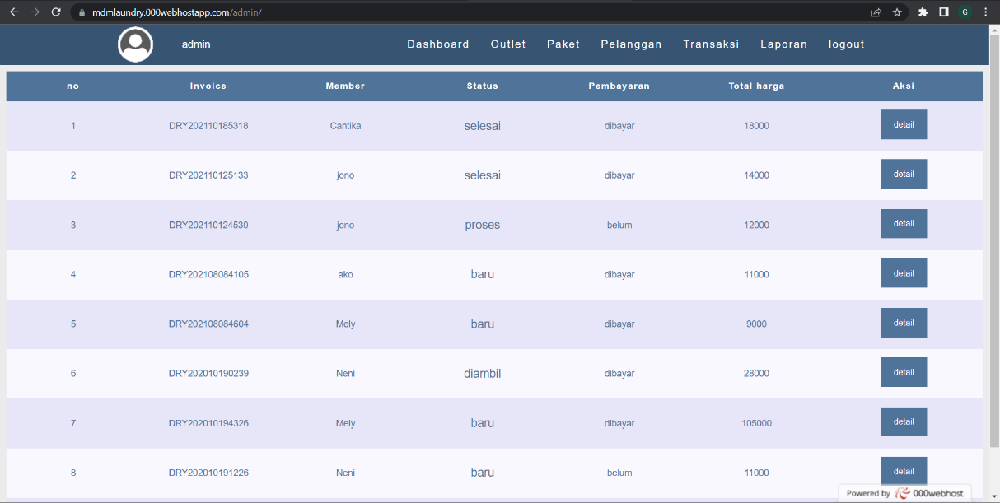 mdmlaundry.000webhostapp.com/admin/
G
admin Dashboard Outlet Paket Pelanggan Transaksi Laporan logout
no Invoice Member Status Pembayaran Total harga Aksi
1 DRY202110185318 Cantika selesai dibayar 18000 detail
2 DRY202110125133 jono selesai dibayar 14000 detail
3 DRY202110124530 jono proses belum 12000 detail
4 DRY202108084105 ako baru dibayar 11000 detail
5 DRY202108084604 Mely baru dibayar 9000 detail
6 DRY202010190239 Neni diambil dibayar 28000 detail
7 DRY202010194326 Mely baru dibayar 105000 detail
8 DRY202010191226 Neni baru belum 11000 detail
Powered by 000webhost